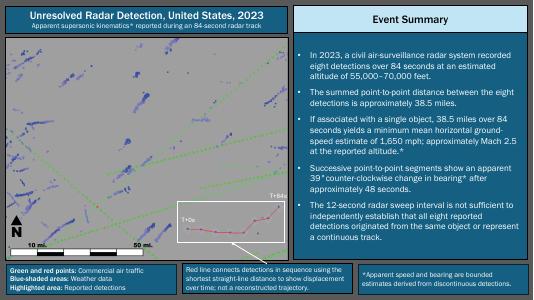 Unresolved Radar Detection, United States, 2023
Apparent supersonic kinematics* reported during an 84-second radar track
T+84s
T+0s
N
10 mi.
50 mi.
Green and red points: Commercial air traffic
Blue-shaded areas: Weather data
Highlighted area: Reported detections
Red line connects detections in sequence using the
shortest straight-line distance to show displacement
over time; not a reconstructed trajectory.
Event Summary
• In 2023, a civil air-surveillance radar system recorded
eight detections over 84 seconds at an estimated
altitude of 55,000–70,000 feet.
• The summed point-to-point distance between the eight
detections is approximately 38.5 miles.
• If associated with a single object, 38.5 miles over 84
seconds yields a minimum mean horizontal ground-
speed estimate of 1,650 mph; approximately Mach 2.5
at the reported altitude.*
• Successive point-to-point segments show an apparent
39° counter-clockwise change in bearing* after
approximately 48 seconds.
• The 12-second radar sweep interval is not sufficient to
independently establish that all eight reported
detections originated from the same object or represent
a continuous track.
*Apparent speed and bearing are bounded
estimates derived from discontinuous detections.